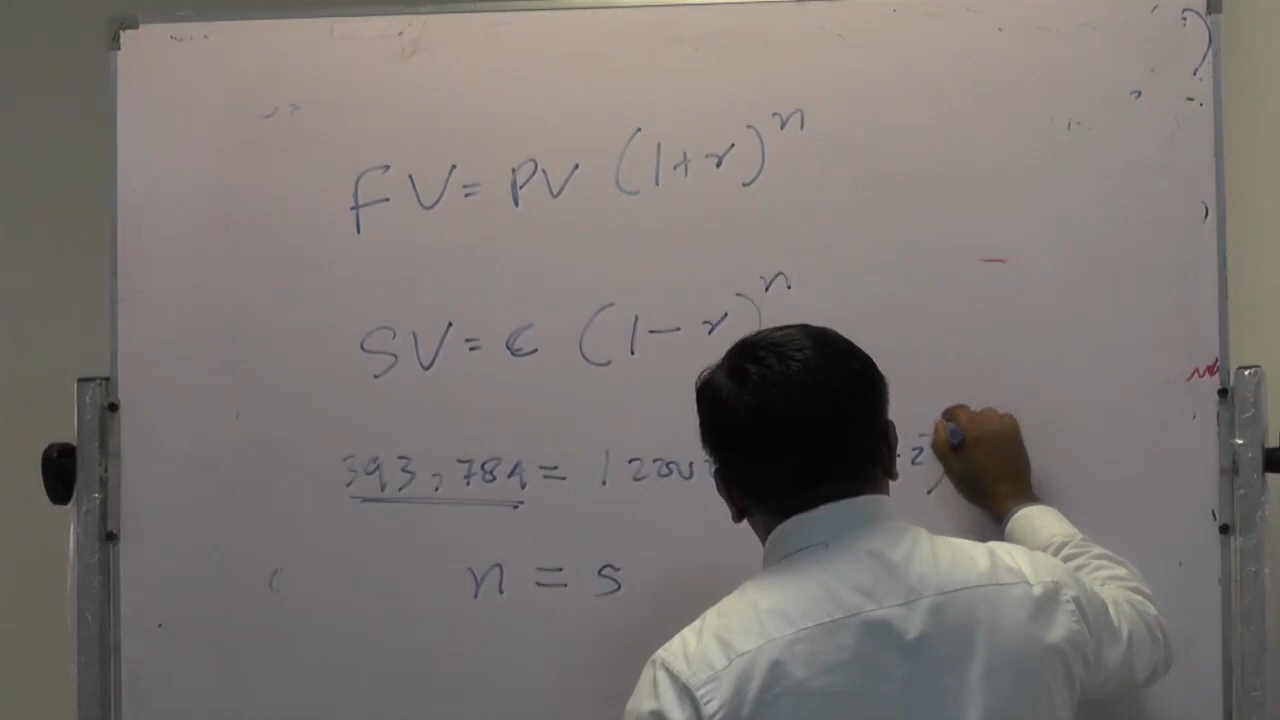 FV = PV (1+r)^n
SV = c (1 - r)^n
393,784 = 1200
n = 5